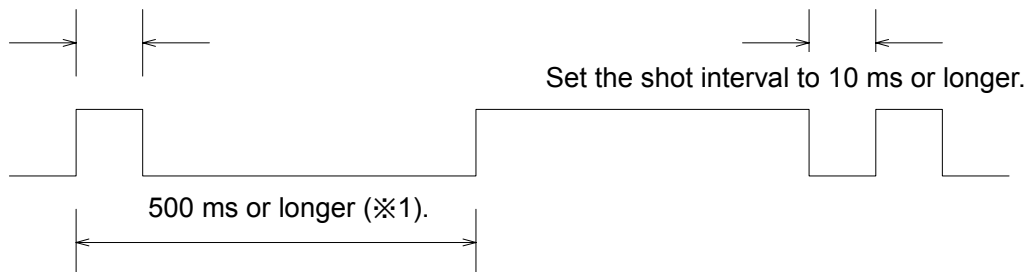 Set the shot interval to 10 ms or longer.
500 ms or longer (※1).